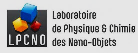 LPCNO
Laboratoire
de Physique & Chimie
des Nano-Objets